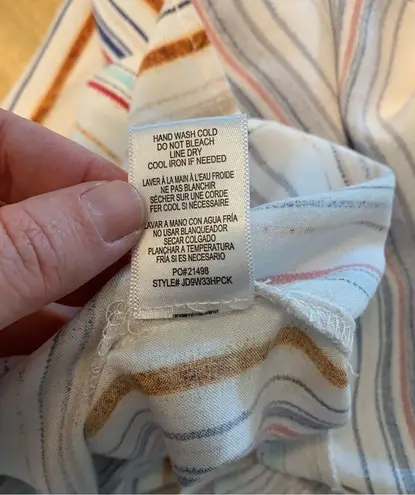 HAND WASH COLD
DO NOT BLEACH
LINE DRY
COOL IRON IF NEEDED
LAVER À LA MAIN À L'EAU FROIDE
NE PAS BLANCHIR
SÉCHER SUR UNE CORDE
FER COOL SI NÉCESSAIRE
LAVAR A MANO CON AGUA FRÍA
NO USAR BLANQUEADOR
SECAR COLGADO
PLANCHAR A TEMPERATURA
FRÍA SI ES NECESARIO
PO#21498
STYLE# JD9W33HPCK